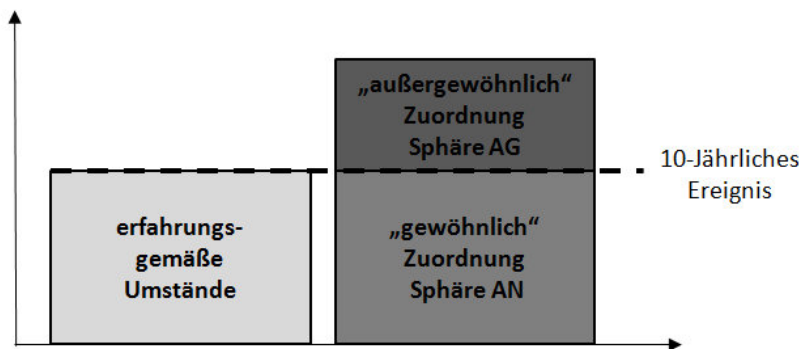 „außergewöhnlich“
Zuordnung
Sphäre AG
10-Jährliches
Ereignis
erfahrungs-
gemäße
Umstände
„gewöhnlich“
Zuordnung
Sphäre AN